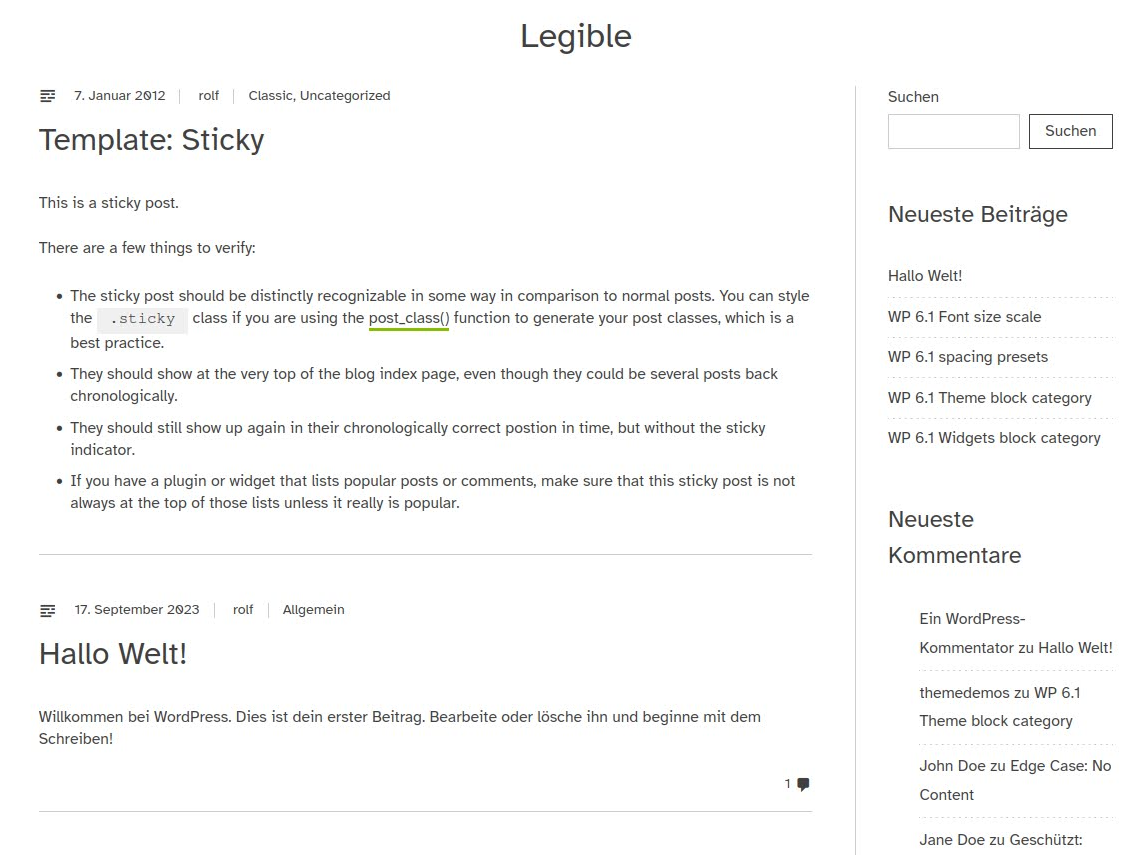 Legible
7. Januar 2012 rolf Classic, Uncategorized
Template: Sticky
This is a sticky post.
There are a few things to verify:
• The sticky post should be distinctly recognizable in some way in comparison to normal posts. You can style
the .sticky class if you are using the post_class() function to generate your post classes, which is a
best practice.
• They should show at the very top of the blog index page, even though they could be several posts back
chronologically.
• They should still show up again in their chronologically correct postion in time, but without the sticky
indicator.
• If you have a plugin or widget that lists popular posts or comments, make sure that this sticky post is not
always at the top of those lists unless it really is popular.
17. September 2023 rolf Allgemein
Hallo Welt!
Willkommen bei WordPress. Dies ist dein erster Beitrag. Bearbeite oder lösche ihn und beginne mit dem
Schreiben!
1
Suchen
Suchen
Neueste Beiträge
Hallo Welt!
WP 6.1 Font size scale
WP 6.1 spacing presets
WP 6.1 Theme block category
WP 6.1 Widgets block category
Neueste
Kommentare
Ein WordPress-
Kommentator zu Hallo Welt!
themedemos zu WP 6.1
Theme block category
John Doe zu Edge Case: No
Content
Jane Doe zu Geschützt: